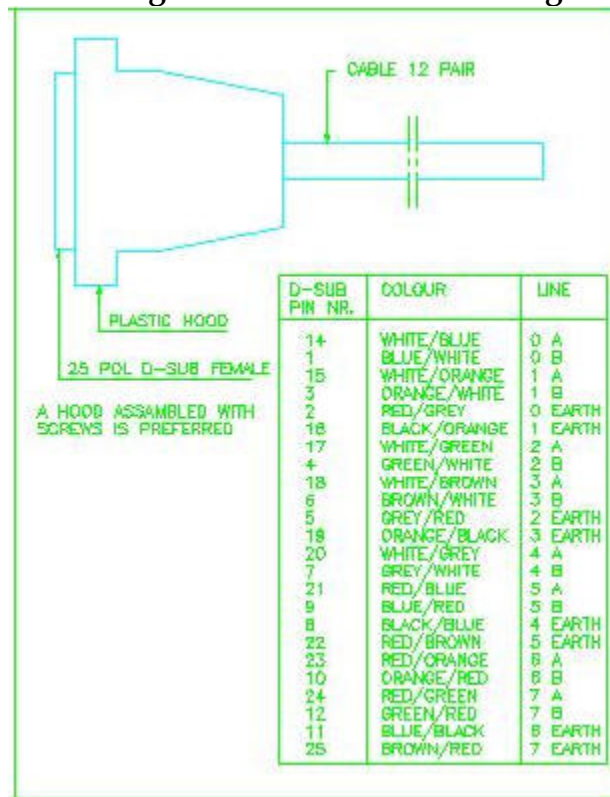 CABLE 12 PAIR
PLASTIC HOOD
25 POL D-SUB FEMALE
A HOOD ASSAMBLED WITH
SCREWS IS PREFERRED
D-SUB PIN NR. COLOUR LINE
14 WHITE/BLUE 0 A
1 BLUE/WHITE 0 B
15 WHITE/ORANGE 1 A
3 ORANGE/WHITE 1 B
2 RED/GREY 0 EARTH
16 BLACK/ORANGE 1 EARTH
17 WHITE/GREEN 2 A
4 GREEN/WHITE 2 B
18 WHITE/BROWN 3 A
6 BROWN/WHITE 3 B
5 GREY/RED 2 EARTH
19 ORANGE/BLACK 3 EARTH
20 WHITE/GREY 4 A
7 GREY/WHITE 4 B
21 RED/BLUE 5 A
9 BLUE/RED 5 B
8 BLACK/BLUE 4 EARTH
22 RED/BROWN 5 EARTH
23 RED/ORANGE 6 A
10 ORANGE/RED 6 B
24 RED/GREEN 7 A
12 GREEN/RED 7 B
11 BLUE/BLACK 6 EARTH
25 BROWN/RED 7 EARTH